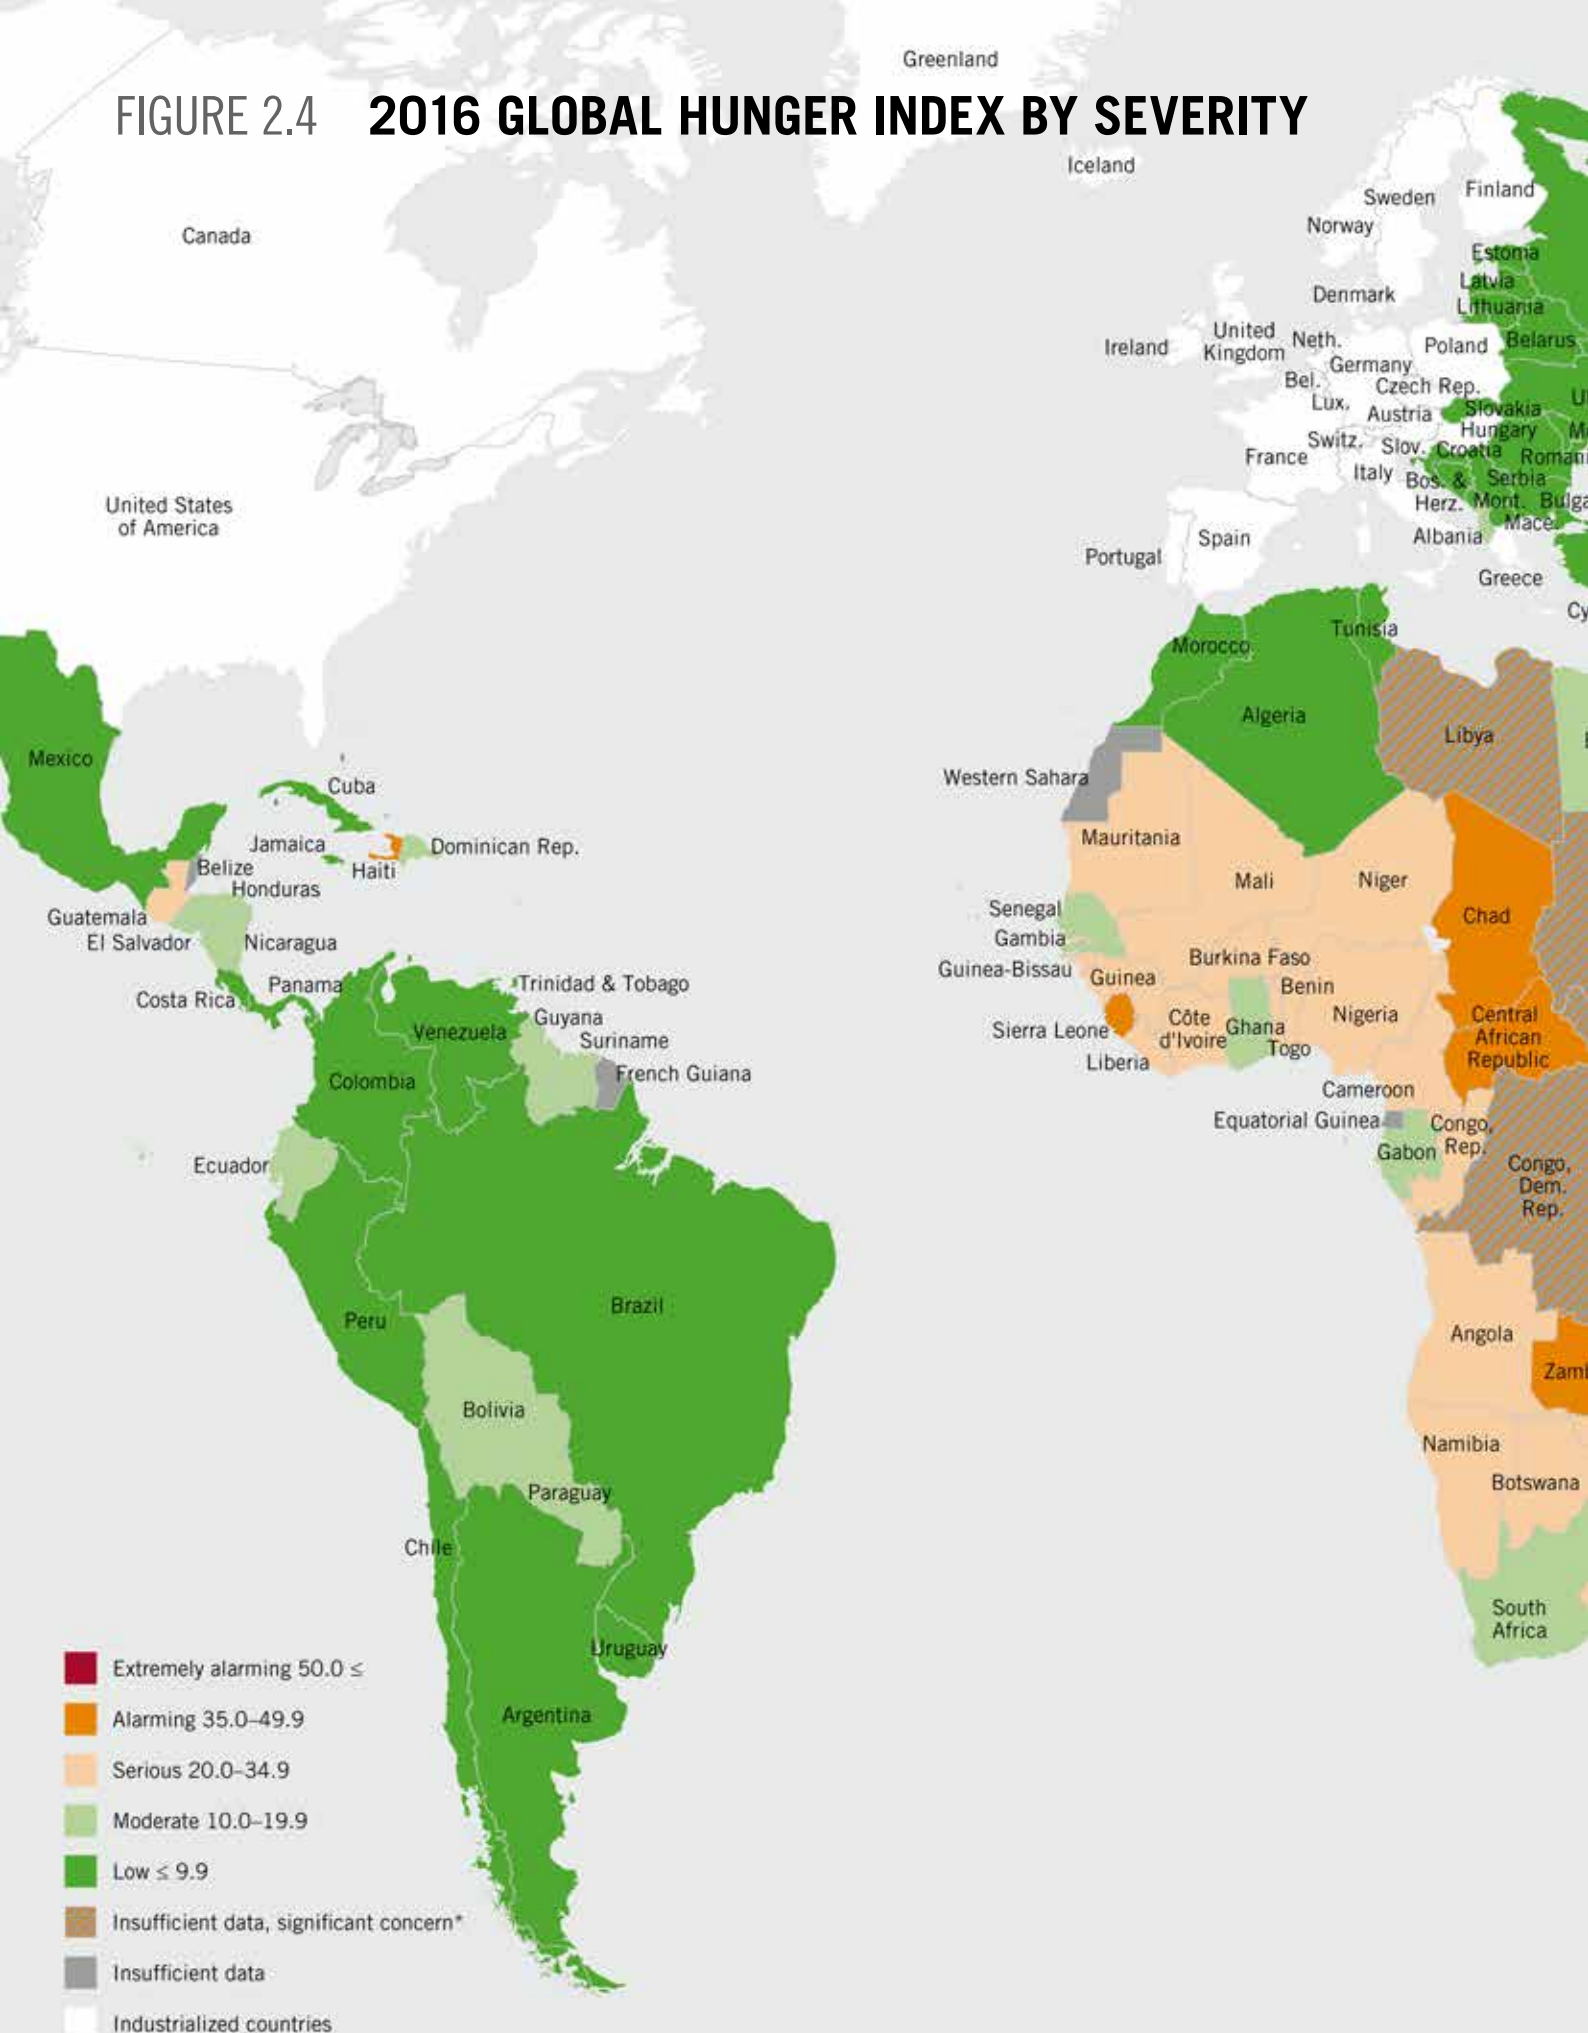 Greenland
FIGURE 2.4 2016 GLOBAL HUNGER INDEX BY SEVERITY
Iceland
Sweden
Finland
Norway
Canada
Estonia
Latvia
Denmark
Lithuania
United
Kingdom
Neth.
Ireland
Poland
Belarus
Germany
Bel.
Czech Rep.
Lux.
Austria
Slovakia
Hungary
Switz.
Slov.
Croatia
France
Romani
Italy
Bos. &
Herz.
Serbia
Mont.
Bulga
Mace.
United States
of America
Albania
Spain
Portugal
Greece
Cy
Tunisia
Morocco
Algeria
Libya
Mexico
Western Sahara
Cuba
Jamaica
Dominican Rep.
Haiti
Belize
Honduras
Guatemala
El Salvador
Nicaragua
Mauritania
Mali
Niger
Chad
Senegal
Gambia
Guinea-Bissau
Guinea
Burkina Faso
Benin
Panama
Costa Rica
Trinidad & Tobago
Guyana
Venezuela
Suriname
Colombia
French Guiana
Nigeria
Central
African
Republic
Côte
d'Ivoire
Ghana
Togo
Sierra Leone
Liberia
Cameroon
Equatorial Guinea
Congo,
Rep.
Gabon
Congo,
Dem.
Rep.
Ecuador
Brazil
Peru
Angola
Zam
Bolivia
Namibia
Botswana
Paraguay
Chile
South
Africa
Uruguay
Argentina
Extremely alarming 50.0 ≤
Alarming 35.0–49.9
Serious 20.0–34.9
Moderate 10.0–19.9
Low ≤ 9.9
Insufficient data, significant concern*
Insufficient data
Industrialized countries